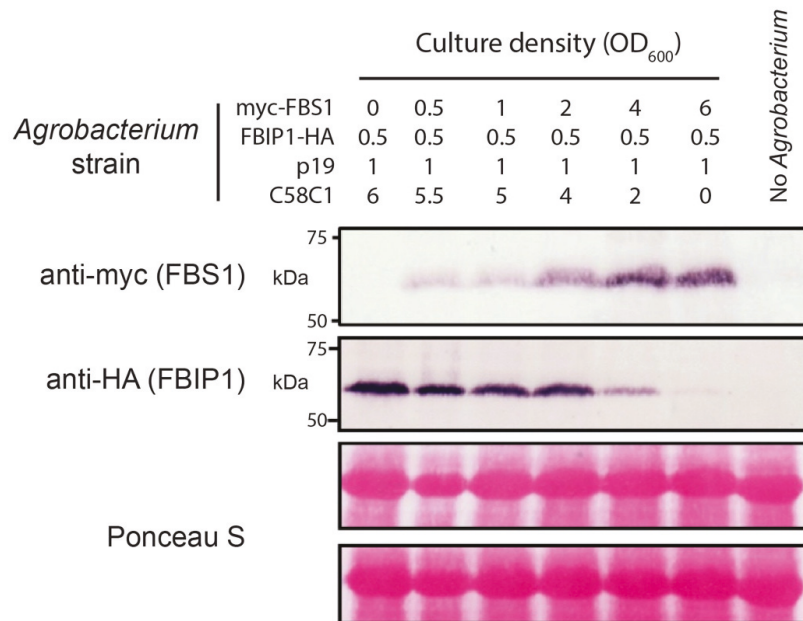 Culture density (OD600)
No Agrobacterium
Agrobacterium
strain
myc-FBS1 0 0.5 1 2 4 6
FBIP1-HA 0.5 0.5 0.5 0.5 0.5 0.5
p19 1 1 1 1 1 1
C58C1 6 5.5 5 4 2 0
75
anti-myc (FBS1) kDa
50
75
anti-HA (FBIP1) kDa
50
Ponceau S